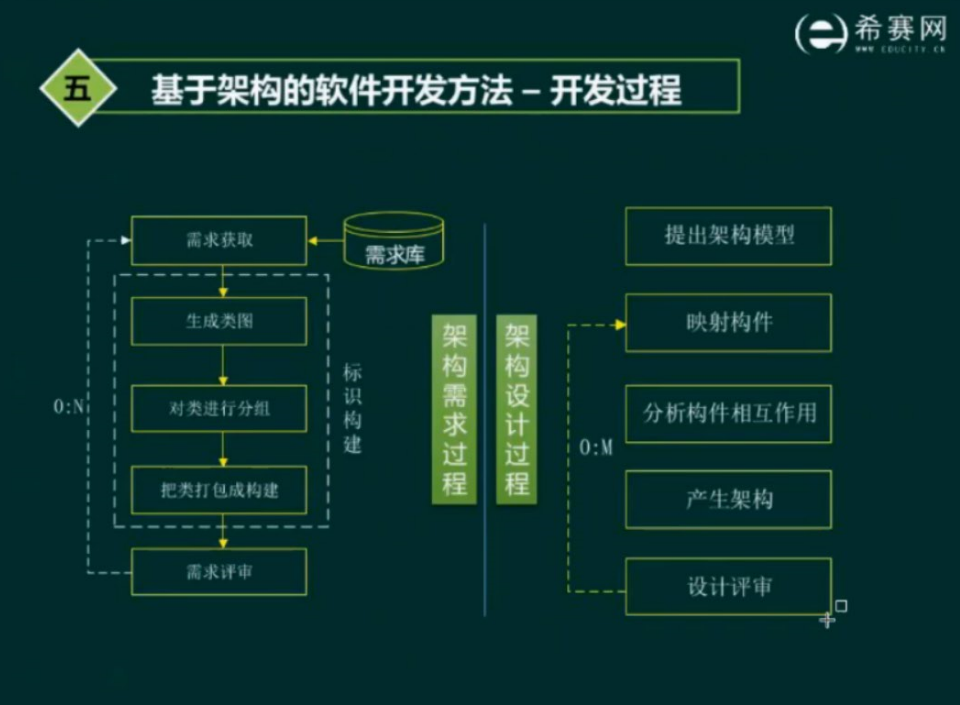 希赛网
WWW.EDUCITY.CN
五
基于架构的软件开发方法 – 开发过程
需求获取
需求库
生成类图
对类进行分组
把类打包成构建
需求评审
0:N
标识构建
架构需求过程
架构设计过程
提出架构模型
映射构件
分析构件相互作用
产生架构
设计评审
0:M